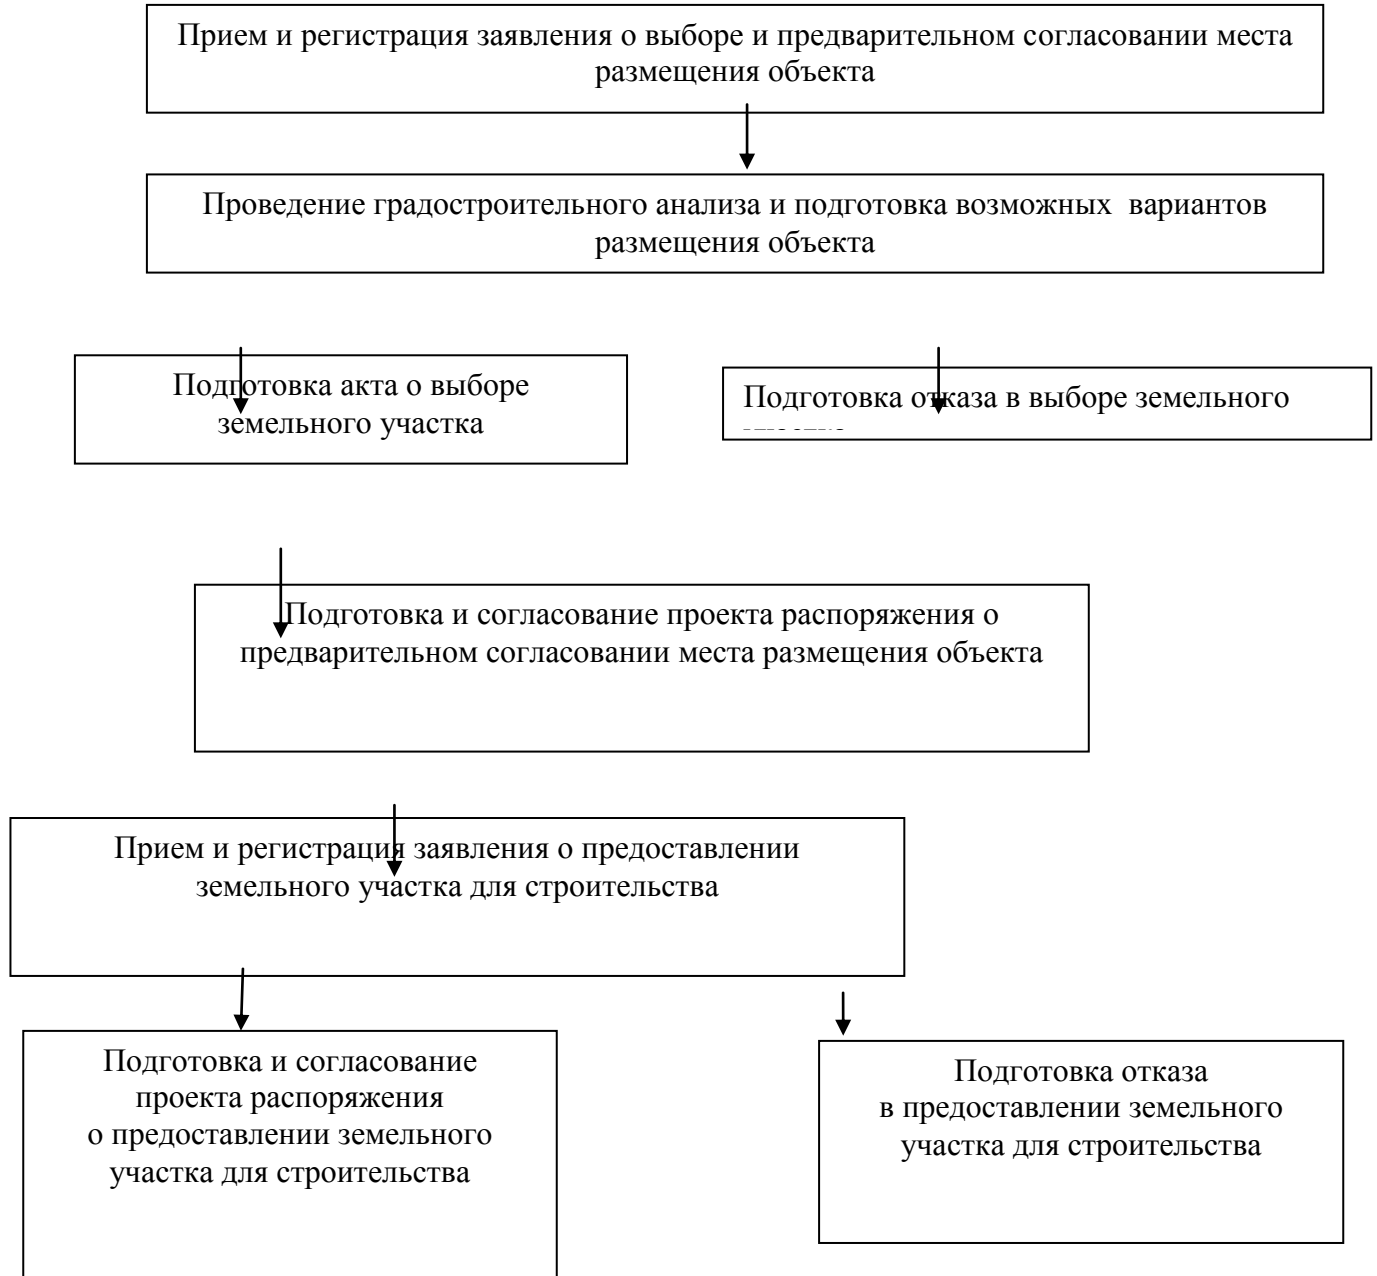 Прием и регистрация заявления о выборе и предварительном согласовании места
размещения объекта
Проведение градостроительного анализа и подготовка возможных вариантов
размещения объекта
Подготовка акта о выборе
земельного участка
Подготовка отказа в выборе земельного
Подготовка и согласование проекта распоряжения о
предварительном согласовании места размещения объекта
Прием и регистрация заявления о предоставлении
земельного участка для строительства
Подготовка и согласование
проекта распоряжения
о предоставлении земельного
участка для строительства
Подготовка отказа
в предоставлении земельного
участка для строительства